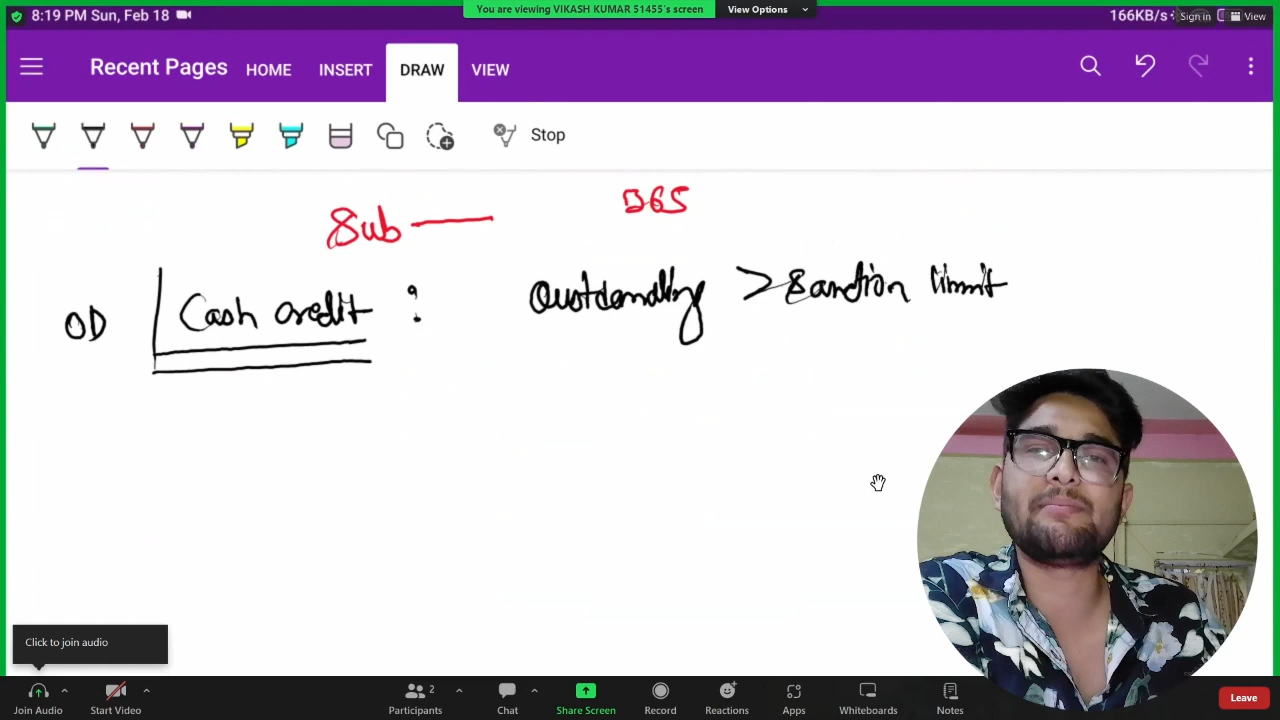 8:19 PM Sun, Feb 18
You are viewing VIKASH KUMAR 51455's screen
View Options
166KB/s
Sign in
View
Recent Pages
HOME
INSERT
DRAW
VIEW
Stop
Sub
365
OD
Cash credit :
> Sanction limit
Click to join audio
Join Audio
Start Video
Participants
2
Chat
Share Screen
Record
Reactions
Apps
Whiteboards
Notes
Leave